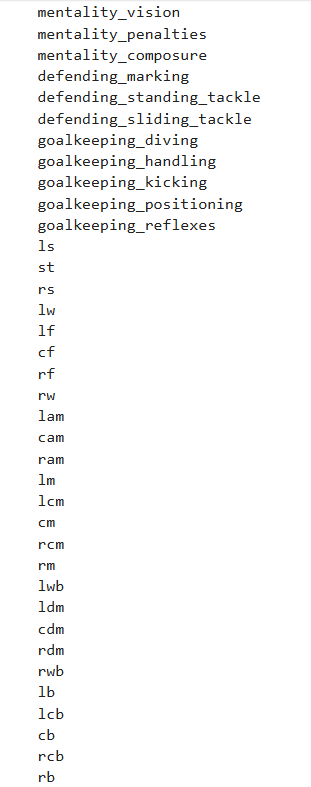 mentality_vision
mentality_penalties
mentality_composure
defending_marking
defending_standing_tackle
defending_sliding_tackle
goalkeeping_diving
goalkeeping_handling
goalkeeping_kicking
goalkeeping_positioning
goalkeeping_reflexes
ls
st
rs
lw
lf
cf
rf
rw
lam
cam
ram
lm
lcm
cm
rcm
rm
lwb
ldm
cdm
rdm
rwb
lb
lcb
cb
rcb
rb